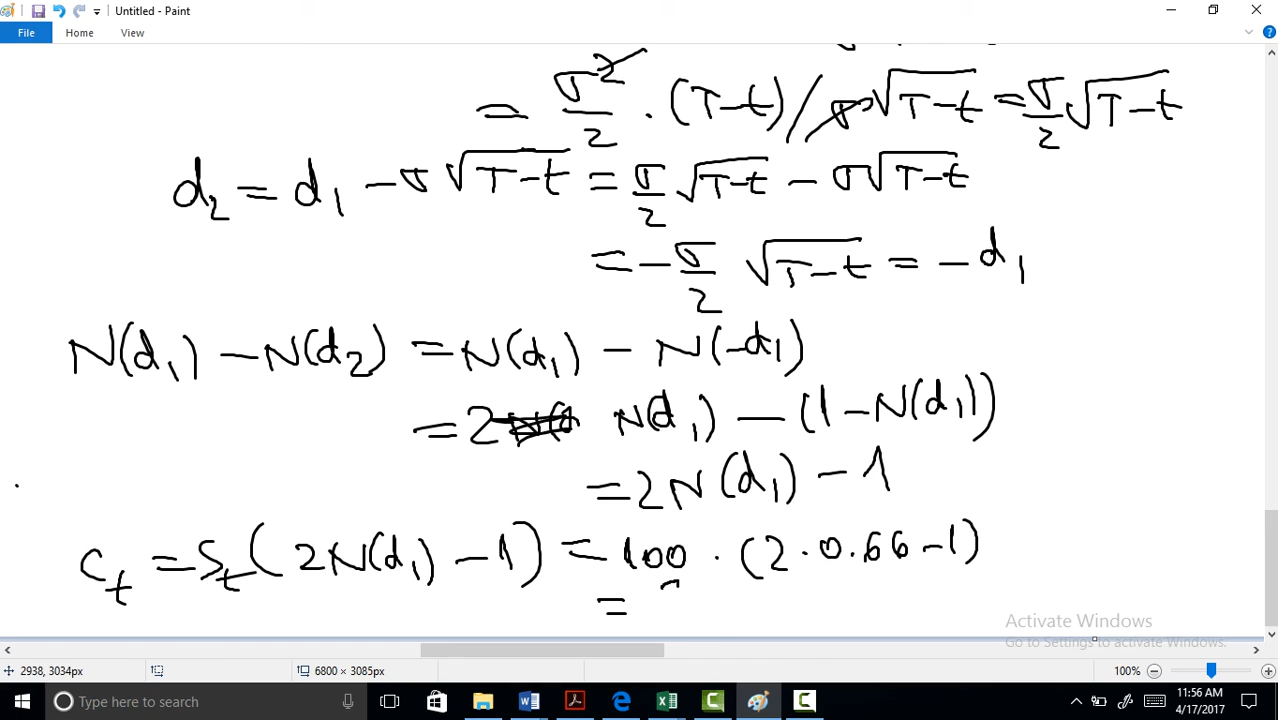 Untitled - Paint
File Home View
= σ²/2 · (T-t) / σ√T-t = σ/2 √T-t
d₂ = d₁ - σ√T-t = σ/2 √T-t - σ√T-t
= - σ/2 √T-t = - d₁
N(d₁) - N(d₂) = N(d₁) - N(-d₁)
= 2 N(d₁) - (1 - N(d₁))
= 2N(d₁) - 1
C_t = S_t (2N(d₁) - 1) = 100 · (2 · 0.66 - 1)
=
Activate Windows
Go to Settings to activate Windows.
2938, 3034px 6800 × 3085px 100%
Type here to search
11:56 AM
4/17/2017